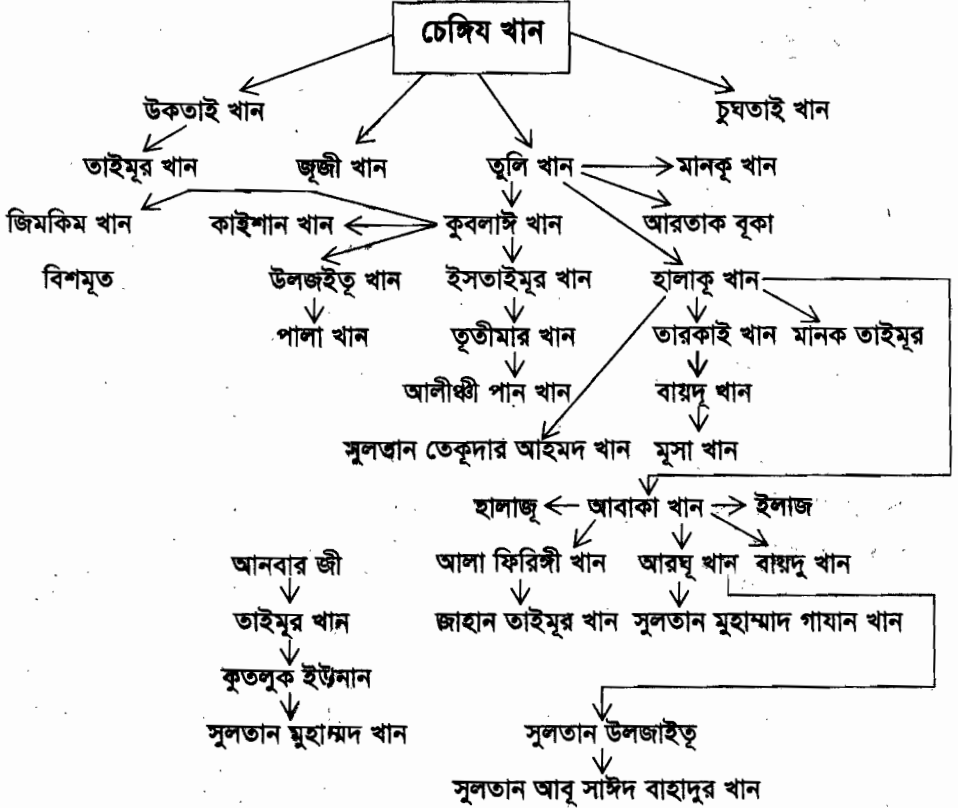 চেঙ্গিয খান
উকতাই খান চুঘতাই খান
তাইমূর খান জূজী খান তুলি খান মানকূ খান
জিমকিম খান কাইশান খান কুবলাঈ খান আরতাক বূকা
বিশমূত উলজইতূ খান ইসতাইমূর খান হালাকূ খান
পালা খান তূতীমার খান তারকাই খান মানক তাইমূর
আলীঞ্চী পান খান বায়দূ খান
সুলতান তেকূদার আহমদ খান মূসা খান
হালাজূ আবাকা খান ইলাজ
আনবার জী আলা ফিরিঙ্গী খান আরঘূ খান বায়দু খান
তাইমূর খান জাহান তাইমূর খান সুলতান মুহাম্মাদ গাযান খান
কুতলুক ইউনান
সুলতান মুহাম্মদ খান সুলতান উলজাইতূ
সুলতান আবূ সাঈদ বাহাদুর খান